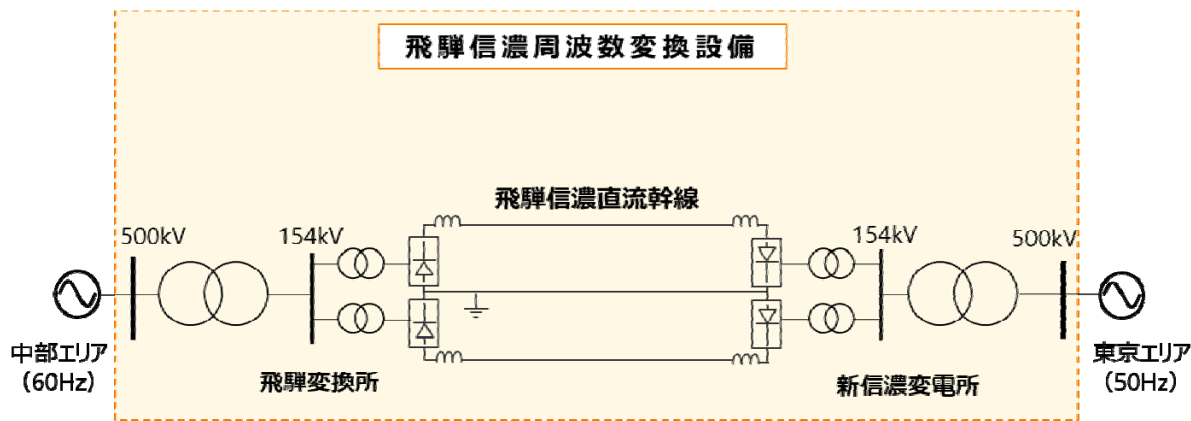 飛騨信濃周波数変換設備
飛騨信濃直流幹線
500kV
154kV
154kV
500kV
中部エリア
（60Hz）
飛騨変換所
新信濃変電所
東京エリア
（50Hz）